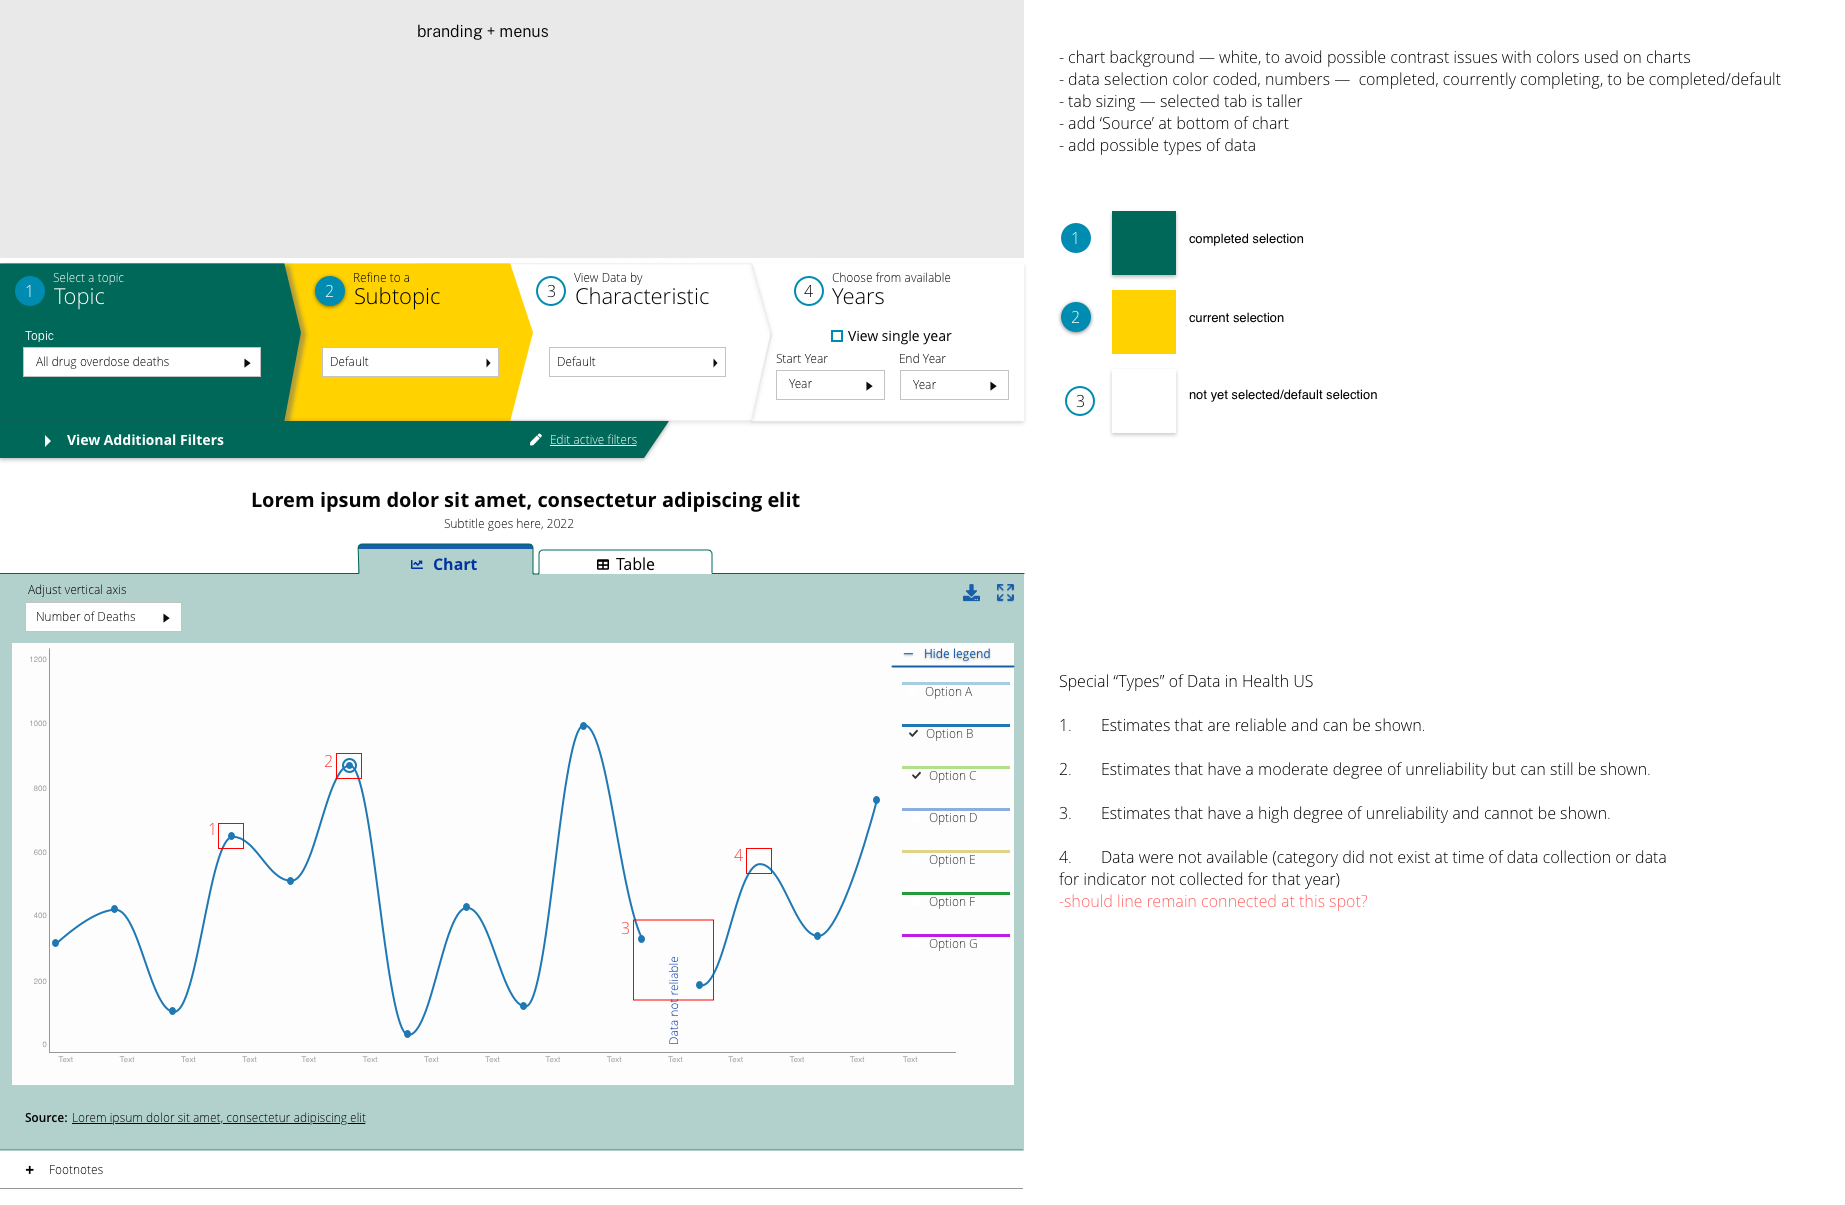 branding + menus
- chart background — white, to avoid possible contrast issues with colors used on charts
- data selection color coded, numbers — completed, courrently completing, to be completed/default
- tab sizing — selected tab is taller
- add ‘Source’ at bottom of chart
- add possible types of data
1 completed selection
2 current selection
3 not yet selected/default selection
1 Select a topic
Topic
Topic
All drug overdose deaths
2 Refine to a
Subtopic
Default
3 View Data by
Characteristic
Default
4 Choose from available
Years
View single year
Start Year End Year
Year Year
View Additional Filters Edit active filters
Lorem ipsum dolor sit amet, consectetur adipiscing elit
Subtitle goes here, 2022
Chart Table
Adjust vertical axis
Number of Deaths
Hide legend
Option A
Option B
Option C
Option D
Option E
Option F
Option G
1200
1000
800
600
400
200
0
1
2
3
4
Data not reliable
Text Text Text Text Text Text Text Text Text Text Text Text Text Text Text
Source: Lorem ipsum dolor sit amet, consectetur adipiscing elit
+ Footnotes
Special “Types” of Data in Health US
1. Estimates that are reliable and can be shown.
2. Estimates that have a moderate degree of unreliability but can still be shown.
3. Estimates that have a high degree of unreliability and cannot be shown.
4. Data were not available (category did not exist at time of data collection or data
for indicator not collected for that year)
-should line remain connected at this spot?